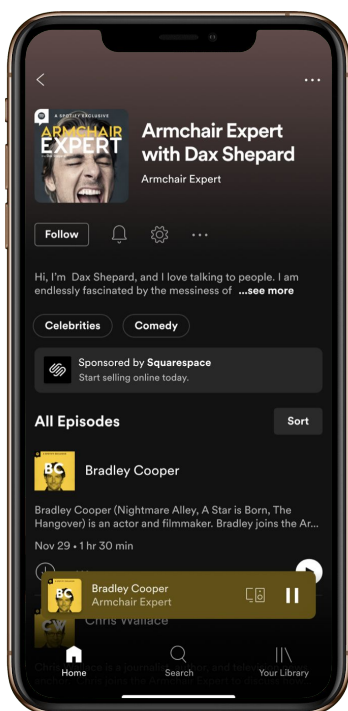 A SPOTIFY EXCLUSIVE
ARMCHAIR
EXPERT
Armchair Expert
with Dax Shepard
Armchair Expert
Follow
Hi, I'm Dax Shepard, and I love talking to people. I am
endlessly fascinated by the messiness of ...see more
Celebrities Comedy
Sponsored by Squarespace
Start selling online today.
All Episodes Sort
BC Bradley Cooper
Bradley Cooper (Nightmare Alley, A Star is Born, The
Hangover) is an actor and filmmaker. Bradley joins the Ar...
Nov 29 • 1 hr 30 min
BC Bradley Cooper
Armchair Expert
CW Chris Wallace
Home Search Your Library